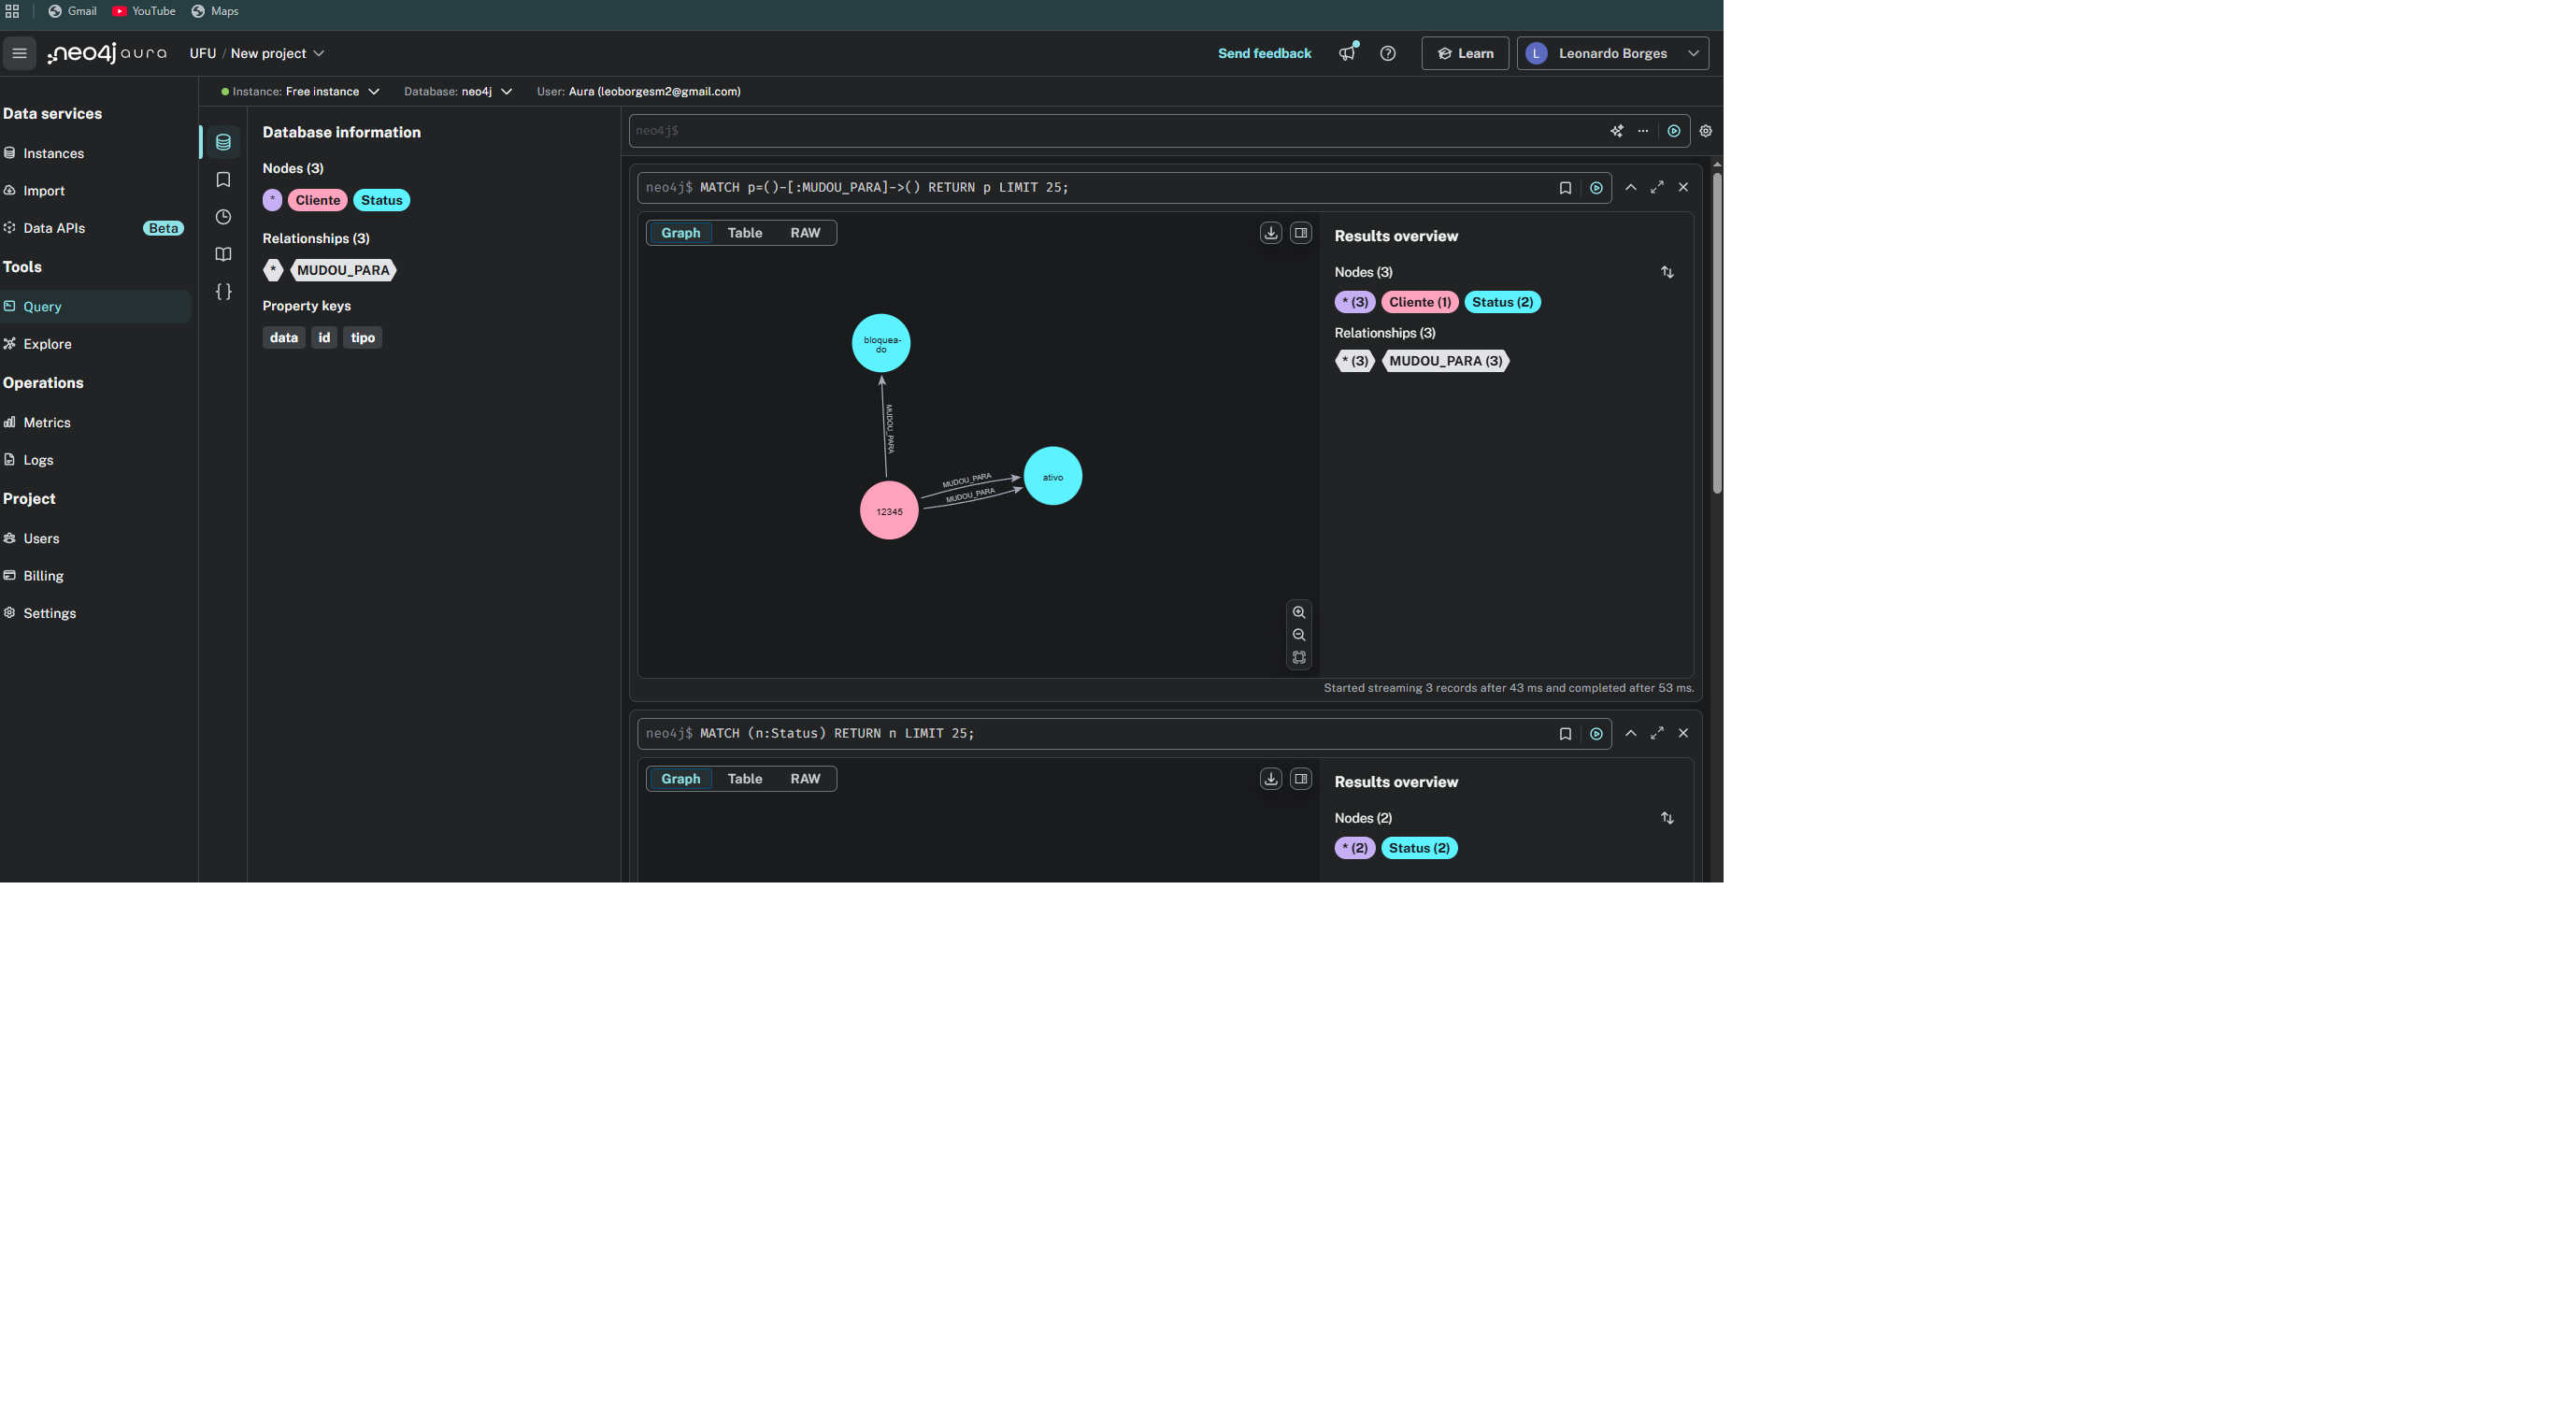 Gmail YouTube Maps
neo4j aura UFU / New project Send feedback Learn L Leonardo Borges
Instance: Free instance Database: neo4j User: Aura (leoborgesm2@gmail.com)
Data services
Instances
Import
Data APIs Beta
Tools
Query
Explore
Operations
Metrics
Logs
Project
Users
Billing
Settings
Database information
Nodes (3)
* Cliente Status
Relationships (3)
* MUDOU_PARA
Property keys
data id tipo
neo4j$
neo4j$ MATCH p=()-[:MUDOU_PARA]->() RETURN p LIMIT 25;
Graph Table RAW
bloquea-
do
MUDOU_PARA
MUDOU_PARA
MUDOU_PARA
ativo
12345
Results overview
Nodes (3)
* (3) Cliente (1) Status (2)
Relationships (3)
* (3) MUDOU_PARA (3)
Started streaming 3 records after 43 ms and completed after 53 ms.
neo4j$ MATCH (n:Status) RETURN n LIMIT 25;
Graph Table RAW
Results overview
Nodes (2)
* (2) Status (2)